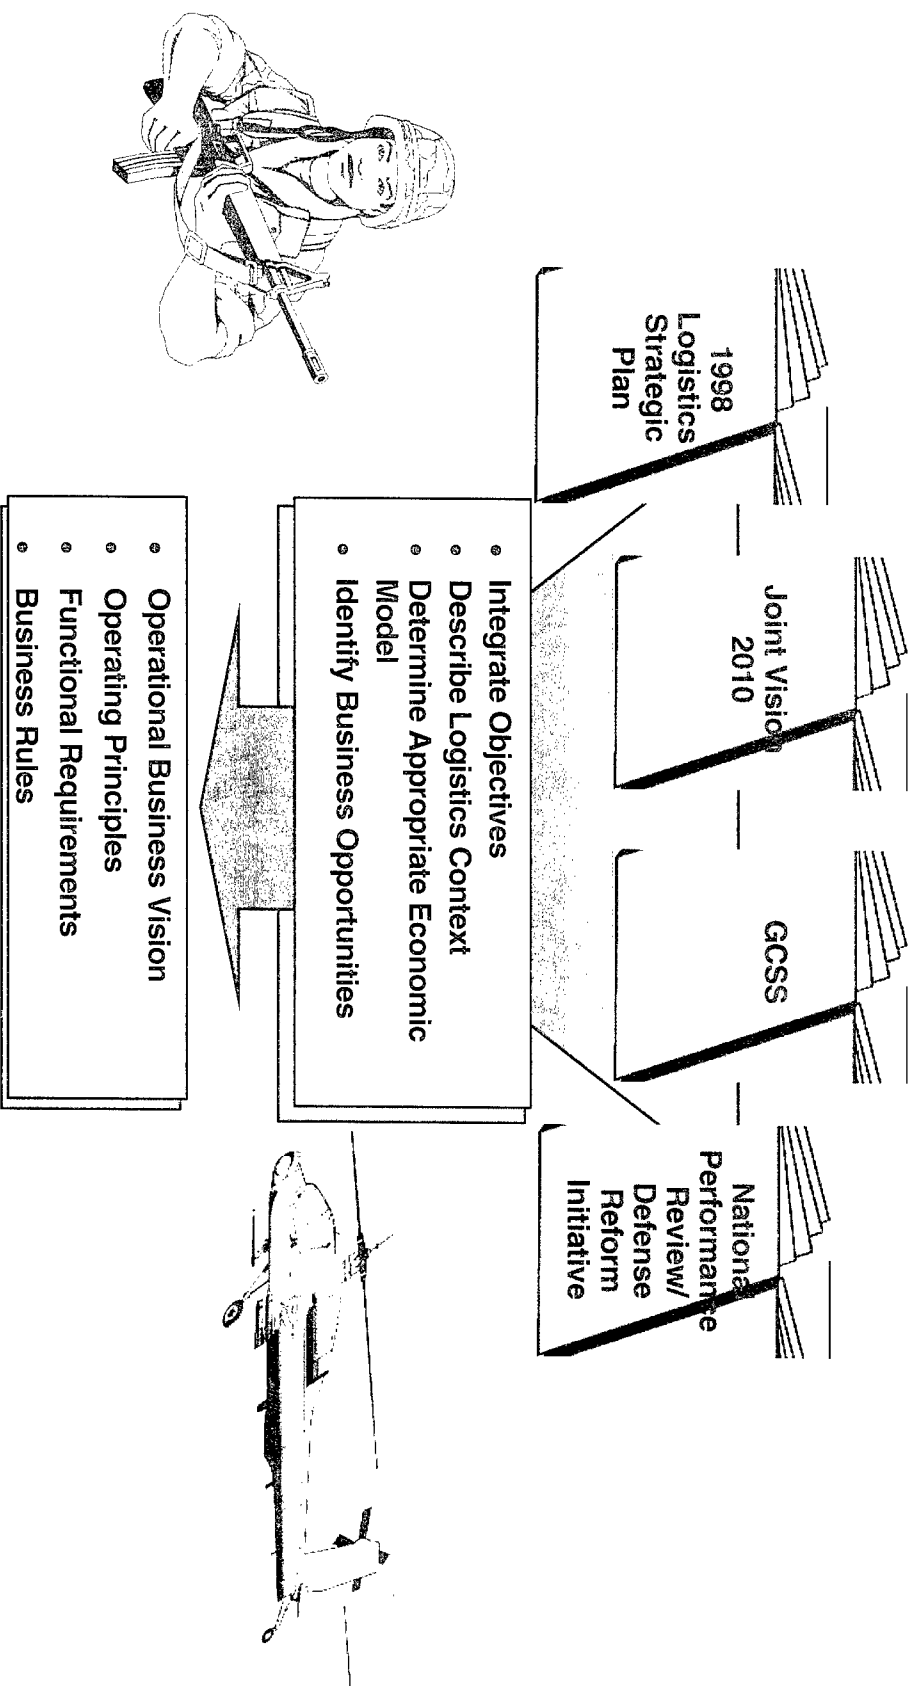 1998
Logistics
Strategic
Plan
Joint Vision
2010
GCSS
National
Performance
Review/
Defense
Reform
Initiative
• Integrate Objectives
• Describe Logistics Context
• Determine Appropriate Economic
Model
• Identify Business Opportunities
• Operational Business Vision
• Operating Principles
• Functional Requirements
• Business Rules